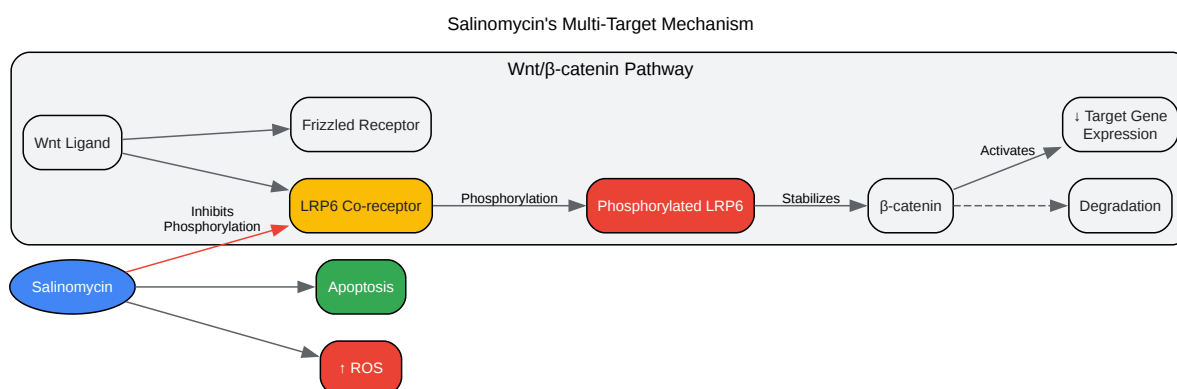 Salinomycin's Multi-Target Mechanism
Wnt/β-catenin Pathway
Wnt Ligand
Frizzled Receptor
LRP6 Co-receptor
Phosphorylation
Phosphorylated LRP6
Stabilizes
β-catenin
Activates
↓ Target Gene
Expression
Degradation
Inhibits
Phosphorylation
Salinomycin
Apoptosis
↑ ROS